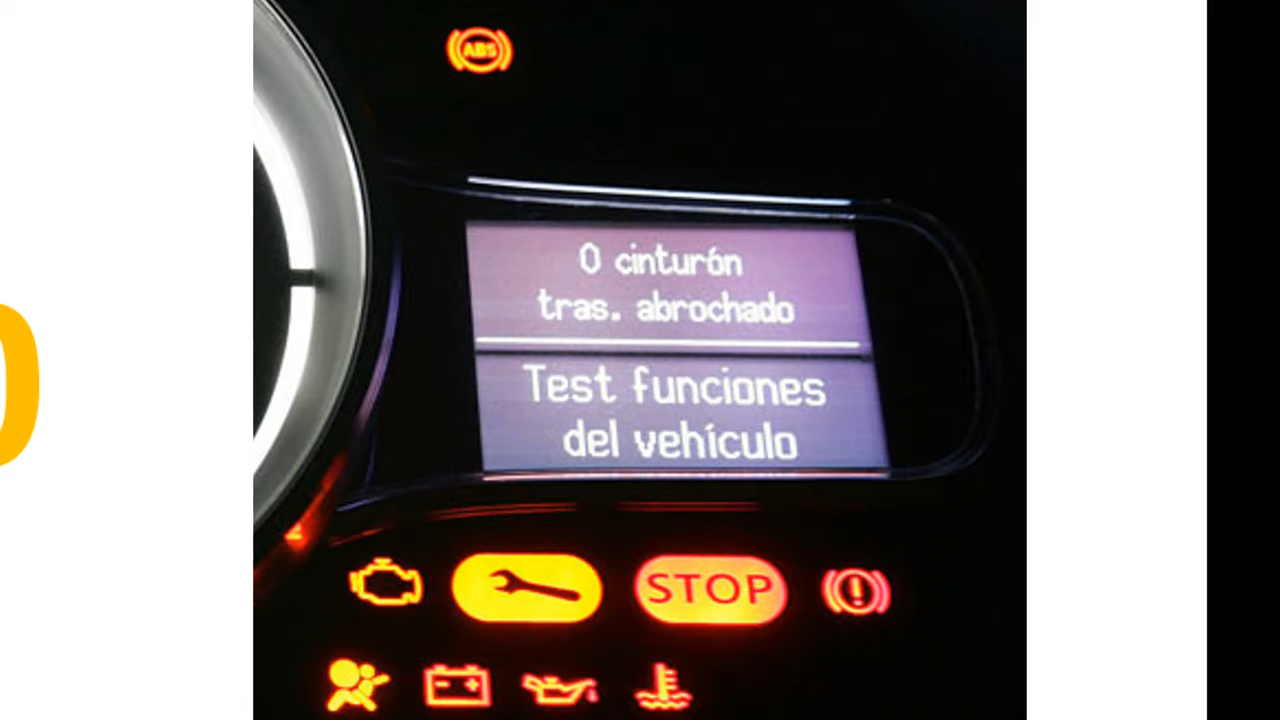 ABS
0 cinturón
tras. abrochado
Test funciones
del vehículo
STOP